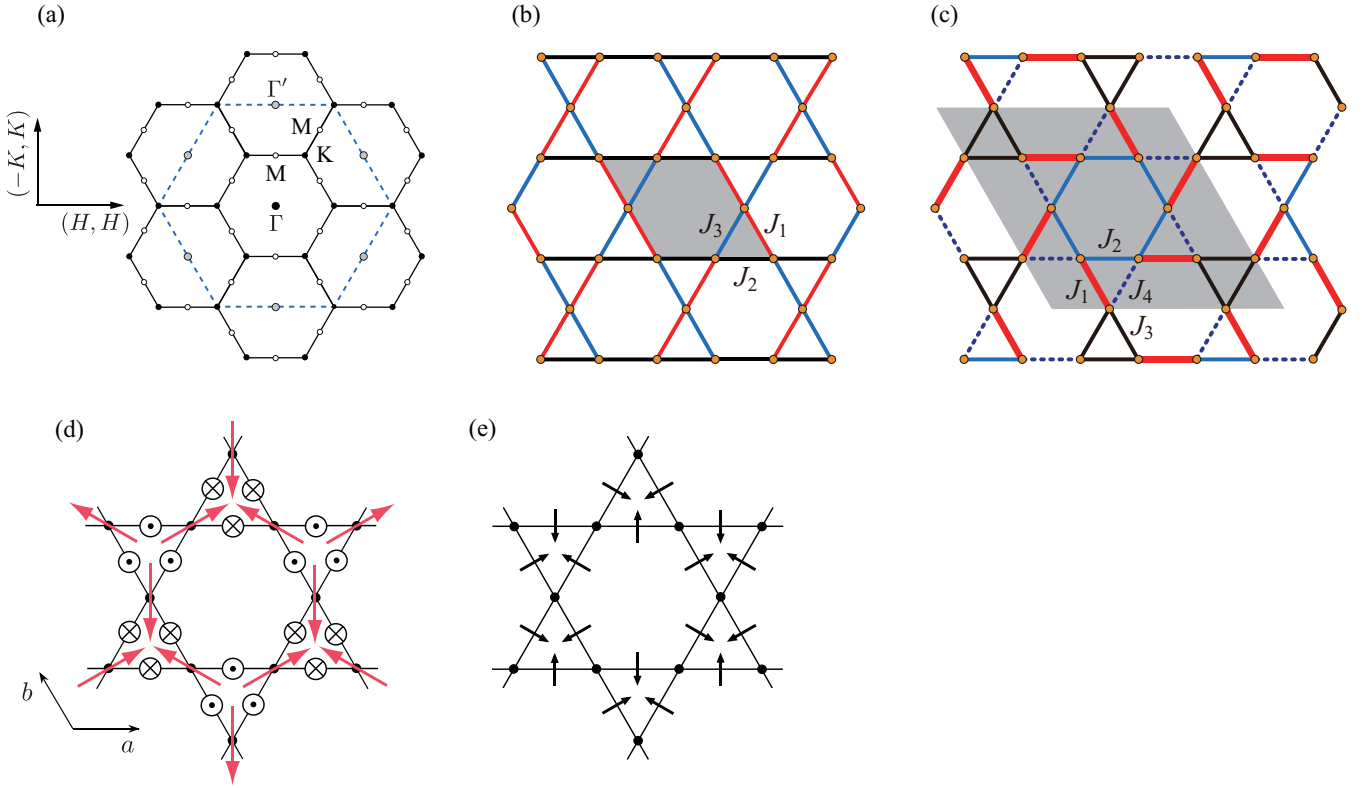 (a)
(b)
(c)
Γ′
M
K
M
Γ
(−K, K)
(H, H)
J3
J1
J2
J2
J1
J4
J3
(d)
(e)
b
a